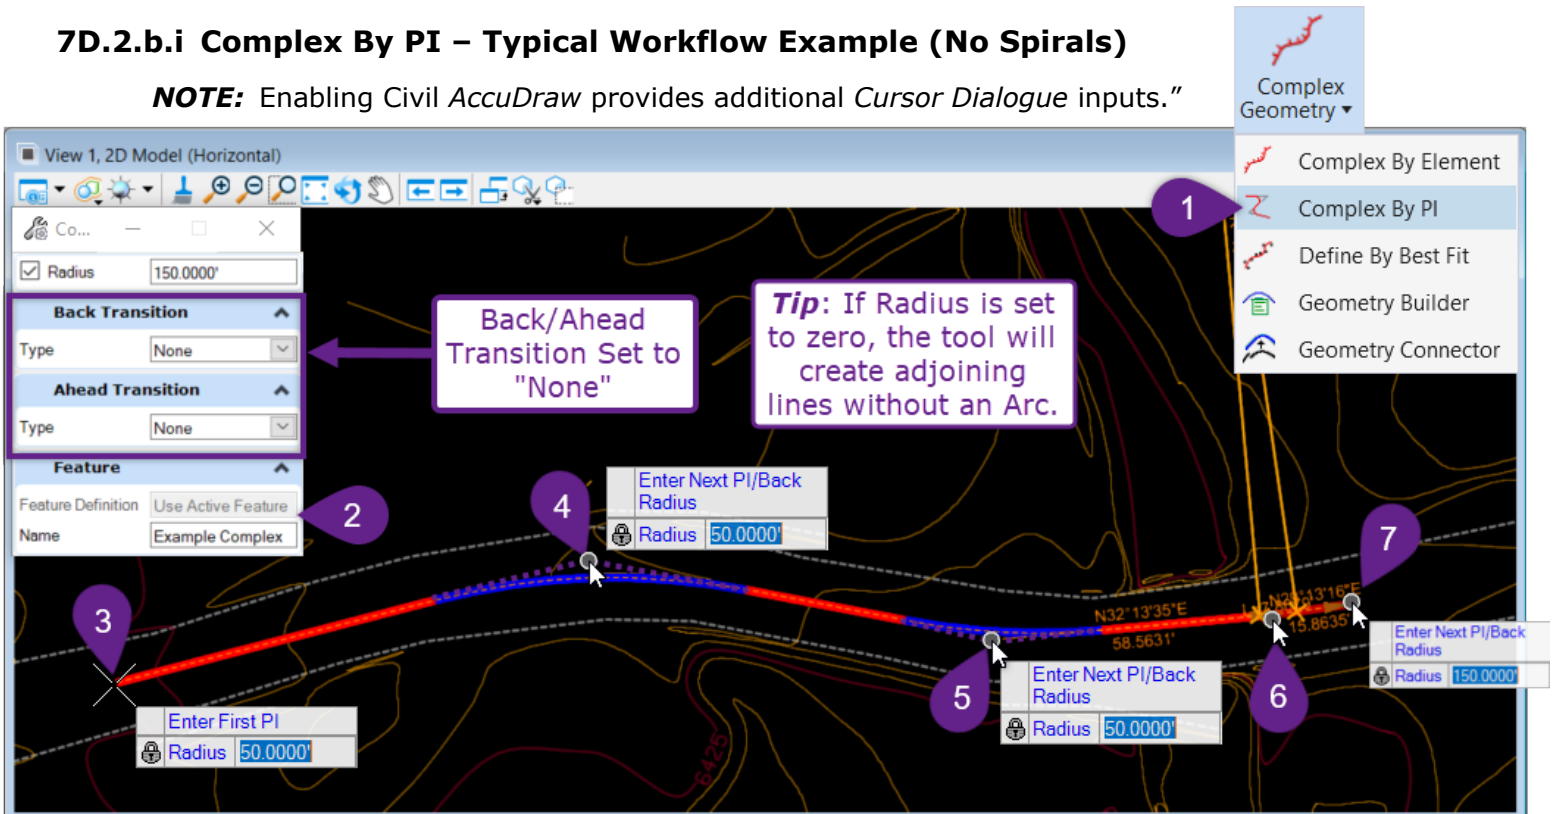 7D.2.b.i Complex By PI – Typical Workflow Example (No Spirals)
NOTE: Enabling Civil AccuDraw provides additional Cursor Dialogue inputs."
Complex
Geometry
Complex By Element
Complex By PI
Define By Best Fit
Geometry Builder
Geometry Connector
1
View 1, 2D Model (Horizontal)
Co...
Radius 150.0000'
Back Transition
Type None
Ahead Transition
Type None
Feature
Feature Definition Use Active Feature
Name Example Complex
2
Back/Ahead
Transition Set to
"None"
Tip: If Radius is set
to zero, the tool will
create adjoining
lines without an Arc.
3
Enter First PI
Radius 50.0000'
4
Enter Next PI/Back
Radius
Radius 50.0000'
5
Enter Next PI/Back
Radius
Radius 50.0000'
6
7
Enter Next PI/Back
Radius
Radius 150.0000'
N32°13'35"E
58.5631'
15.8635'
6425